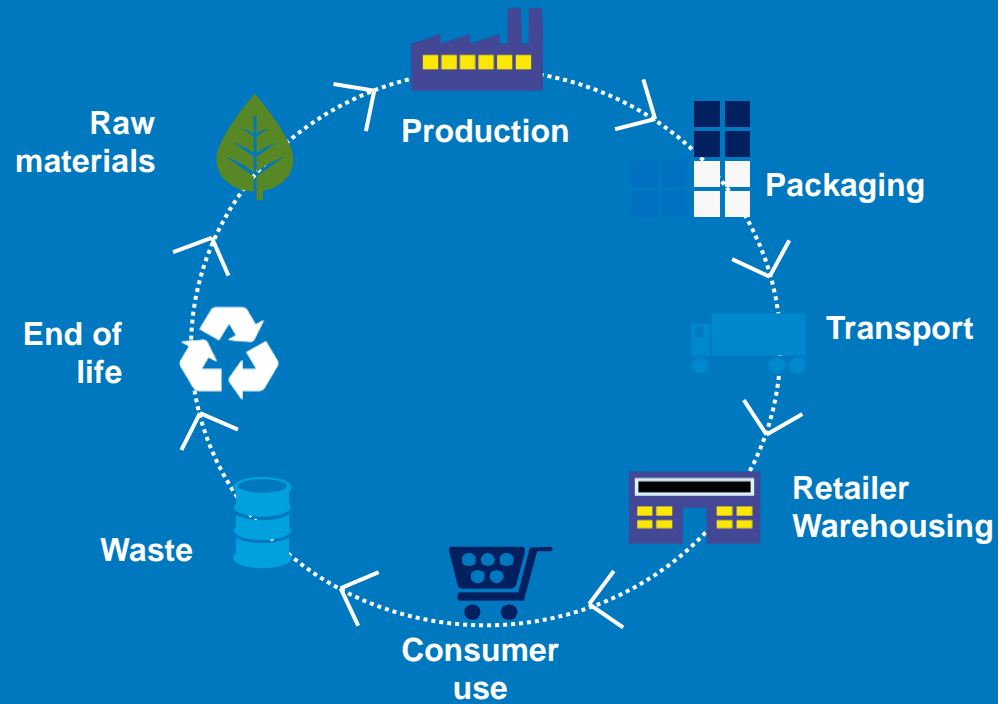 Production
Raw
materials
Packaging
Transport
End of
life
Retailer
Warehousing
Waste
Consumer
use